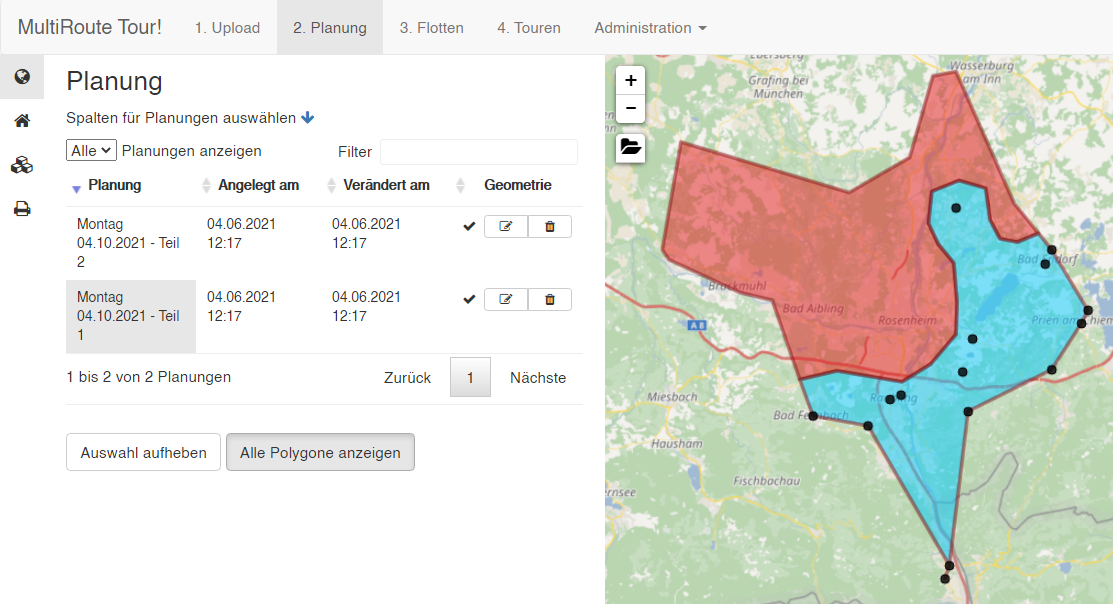 MultiRoute Tour! 1. Upload 2. Planung 3. Flotten 4. Touren Administration
Planung
Spalten für Planungen auswählen
Alle Planungen anzeigen Filter
Planung Angelegt am Verändert am Geometrie
Montag 04.06.2021 04.06.2021
04.10.2021 - Teil 12:17 12:17
2
Montag 04.06.2021 04.06.2021
04.10.2021 - Teil 12:17 12:17
1
1 bis 2 von 2 Planungen Zurück 1 Nächste
Auswahl aufheben Alle Polygone anzeigen
+
−
Ebersberg
Grafing bei
München
Wasserburg
am Inn
Bad Endorf
Bruckmühl
Bad Aibling
Rosenheim
Prien am Chiem
A 8
Miesbach
Bad Feilnbach
Hausham
Fischbachau
ernsee